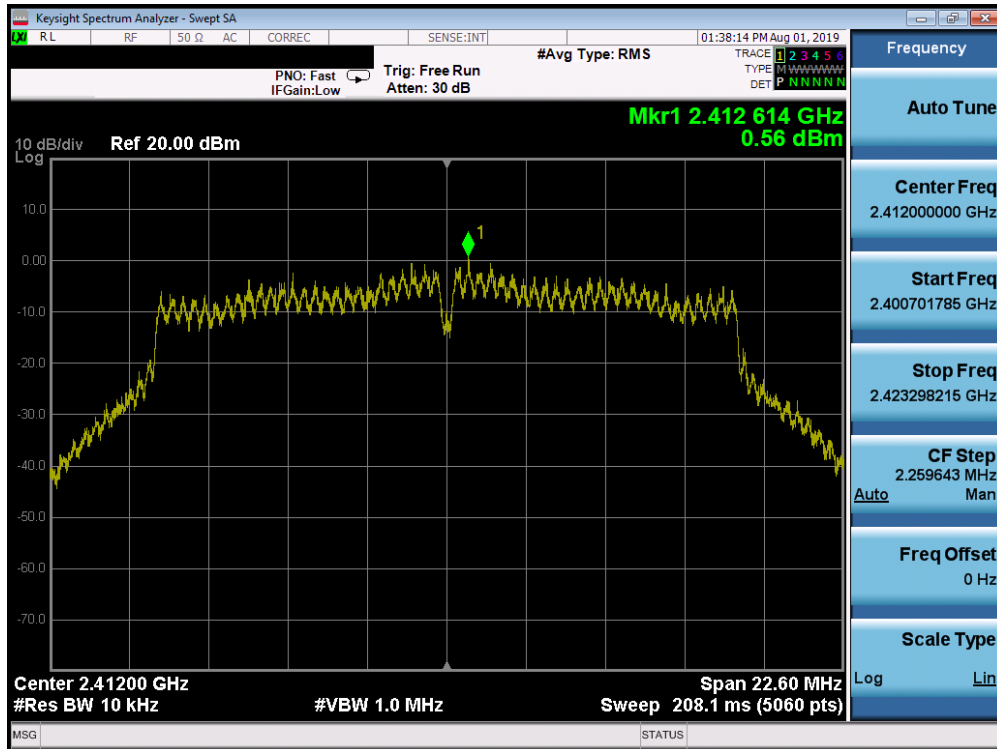 Keysight Spectrum Analyzer - Swept SA
LXI RL RF 50 Ω AC CORREC SENSE:INT 01:38:14 PM Aug 01, 2019
Frequency
#Avg Type: RMS
TRACE 1 2 3 4 5 6
PNO: Fast Trig: Free Run
TYPE M WWWWW
IFGain:Low Atten: 30 dB
DET P N N N N N
Auto Tune
Mkr1 2.412 614 GHz
0.56 dBm
10 dB/div Ref 20.00 dBm
Log
10.0
0.00
-10.0
-20.0
-30.0
-40.0
-50.0
-60.0
-70.0
1
Center Freq
2.412000000 GHz
Start Freq
2.400701785 GHz
Stop Freq
2.423298215 GHz
CF Step
2.259643 MHz
Auto Man
Freq Offset
0 Hz
Scale Type
Log Lin
Center 2.41200 GHz Span 22.60 MHz
#Res BW 10 kHz #VBW 1.0 MHz Sweep 208.1 ms (5060 pts)
MSG STATUS